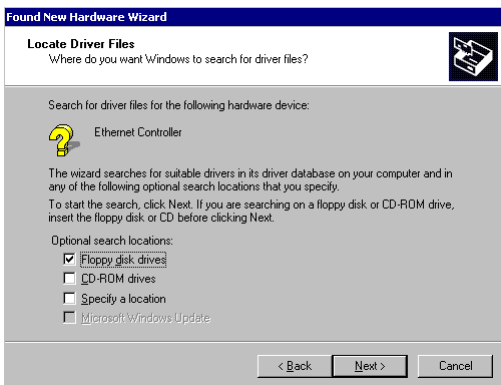 Found New Hardware Wizard
Locate Driver Files
Where do you want Windows to search for driver files?
Search for driver files for the following hardware device:
Ethernet Controller
The wizard searches for suitable drivers in its driver database on your computer and in
any of the following optional search locations that you specify.
To start the search, click Next. If you are searching on a floppy disk or CD-ROM drive,
insert the floppy disk or CD before clicking Next.
Optional search locations:
Floppy disk drives
CD-ROM drives
Specify a location
Microsoft Windows Update
< Back Next > Cancel